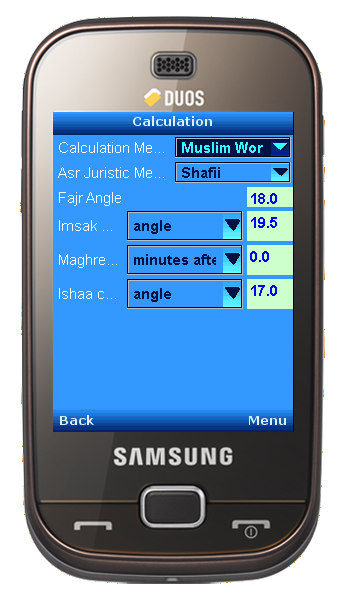 DUOS
Calculation
Calculation Me... Muslim Wor
Asr Juristic Me... Shafii
Fajr Angle 18.0
Imsak ... angle 19.5
Maghre... minutes afte 0.0
Ishaa c... angle 17.0
Back Menu
SAMSUNG